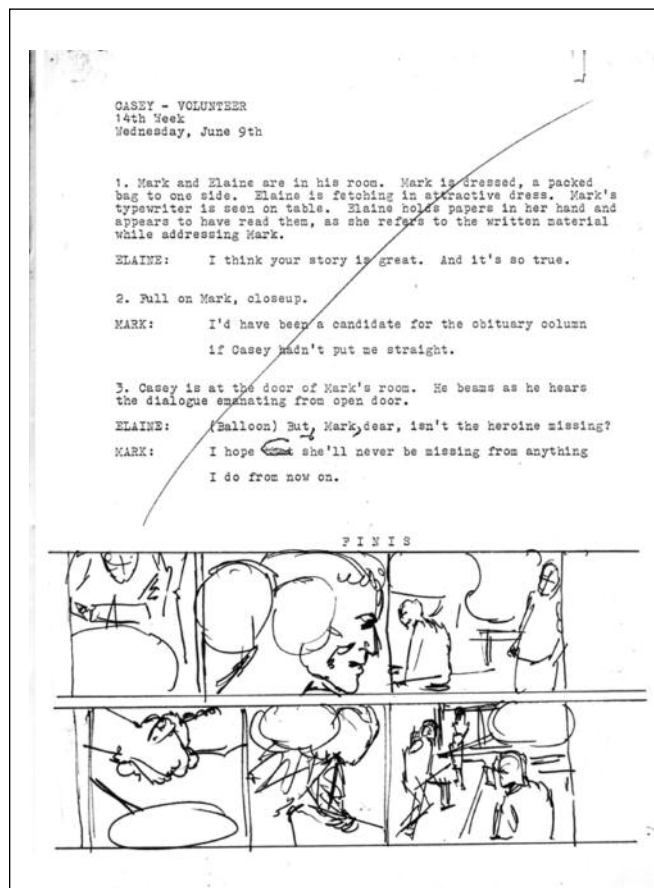 CASEY - VOLUNTEER
14th Week
Wednesday, June 9th
1. Mark and Elaine are in his room. Mark is dressed, a packed
bag to one side. Elaine is fetching in attractive dress. Mark's
typewriter is seen on table. Elaine holds papers in her hand and
appears to have read them, as she refers to the written material
while addressing Mark.
ELAINE: I think your story is great. And it's so true.
2. Full on Mark, closeup.
MARK: I'd have been a candidate for the obituary column
if Casey hadn't put me straight.
3. Casey is at the door of Mark's room. He beams as he hears
the dialogue emanating from open door.
ELAINE: (Balloon) But, Mark, dear, isn't the heroine missing?
MARK: I hope she'll never be missing from anything
I do from now on.
F I N I S